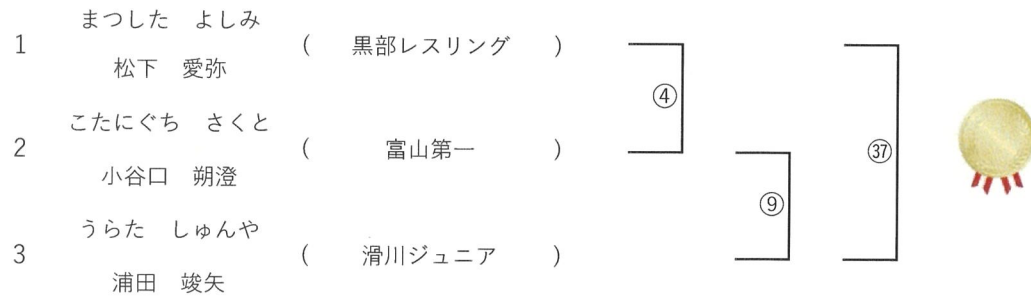 まつした　よしみ
1　松下　愛弥　(　黒部レスリング　)
④
こたにぐち　さくと
2　小谷口　朔澄　(　富山第一　)
㊲
⑨
うらた　しゅんや
3　浦田　竣矢　(　滑川ジュニア　)